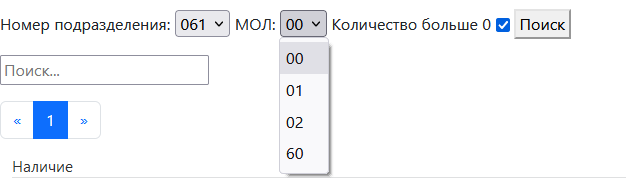 Номер подразделения: 061 МОЛ: 00 Количество больше 0 Поиск
00
Поиск...
01
02
« 1 »
60
Наличие